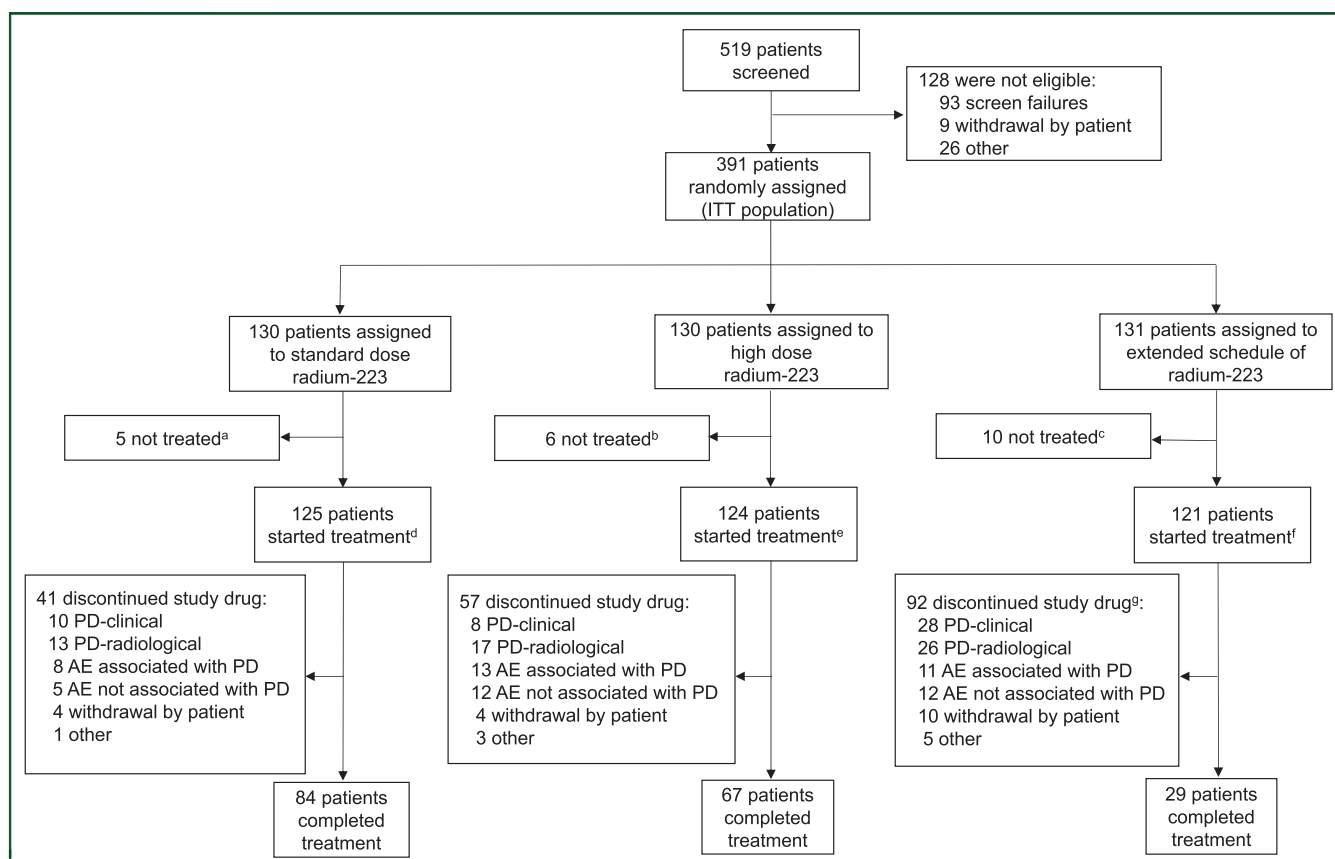 519 patients
screened
128 were not eligible:
93 screen failures
9 withdrawal by patient
26 other
391 patients
randomly assigned
(ITT population)
130 patients assigned
to standard dose
radium-223
130 patients assigned to
high dose
radium-223
131 patients assigned to
extended schedule of
radium-223
5 not treatedᵃ
6 not treatedᵇ
10 not treatedᶜ
125 patients
started treatmentᵈ
124 patients
started treatmentᵉ
121 patients
started treatmentᶠ
41 discontinued study drug:
10 PD-clinical
13 PD-radiological
8 AE associated with PD
5 AE not associated with PD
4 withdrawal by patient
1 other
57 discontinued study drug:
8 PD-clinical
17 PD-radiological
13 AE associated with PD
12 AE not associated with PD
4 withdrawal by patient
3 other
92 discontinued study drugᵍ:
28 PD-clinical
26 PD-radiological
11 AE associated with PD
12 AE not associated with PD
10 withdrawal by patient
5 other
84 patients
completed
treatment
67 patients
completed
treatment
29 patients
completed
treatment